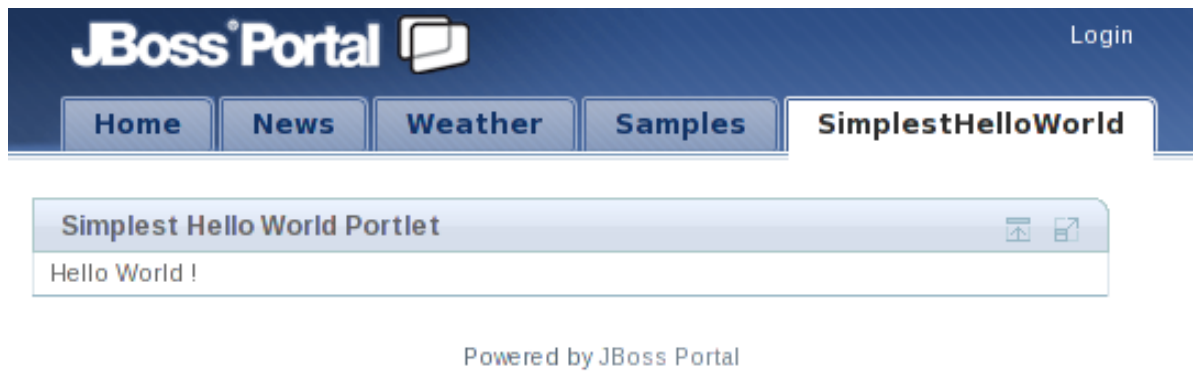 JBoss® Portal
Login
Home News Weather Samples SimplestHelloWorld
Simplest Hello World Portlet
Hello World !
Powered by JBoss Portal